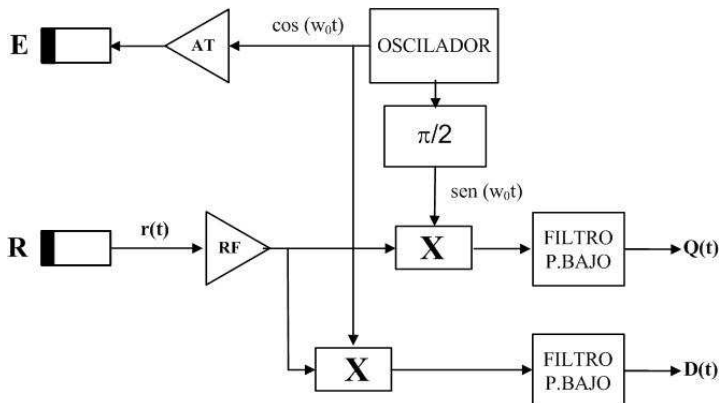 cos (w₀t)
E
AT
OSCILADOR
π/2
sen (w₀t)
R
r(t)
RF
X
FILTRO
P.BAJO
Q(t)
X
FILTRO
P.BAJO
D(t)